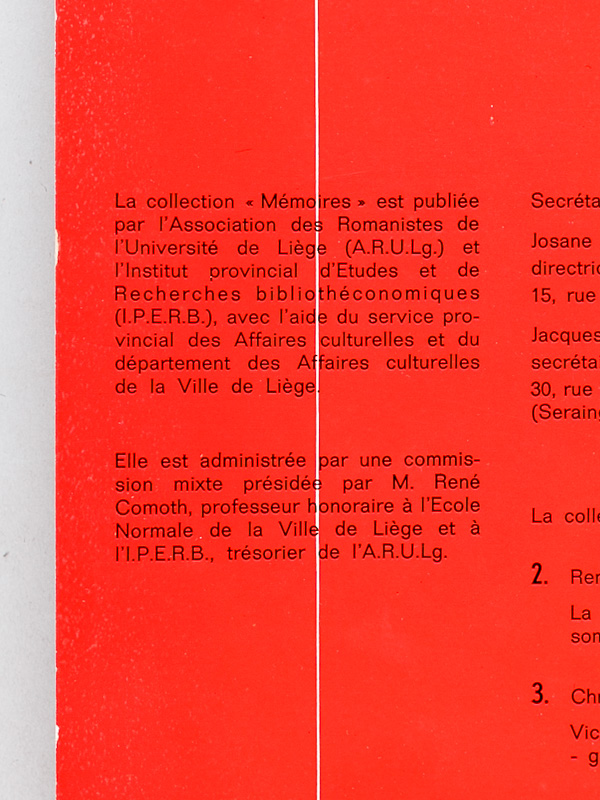 La collection « Mémoires » est publiée
par l'Association des Romanistes de
l'Université de Liège (A.R.U.Lg.) et
l'Institut provincial d'Etudes et de
Recherches bibliothéconomiques
(I.P.E.R.B.), avec l'aide du service pro-
vincial des Affaires culturelles et du
département des Affaires culturelles
de la Ville de Liège.
Elle est administrée par une commis-
sion mixte présidée par M. René
Comoth, professeur honoraire à l'Ecole
Normale de la Ville de Liège et à
l'I.P.E.R.B., trésorier de l'A.R.U.Lg.
Secréta
Josane
directric
15, rue
Jacques
secréta
30, rue
(Seraing
La colle
2. Ren
La
son
3. Chr
Vic
- g